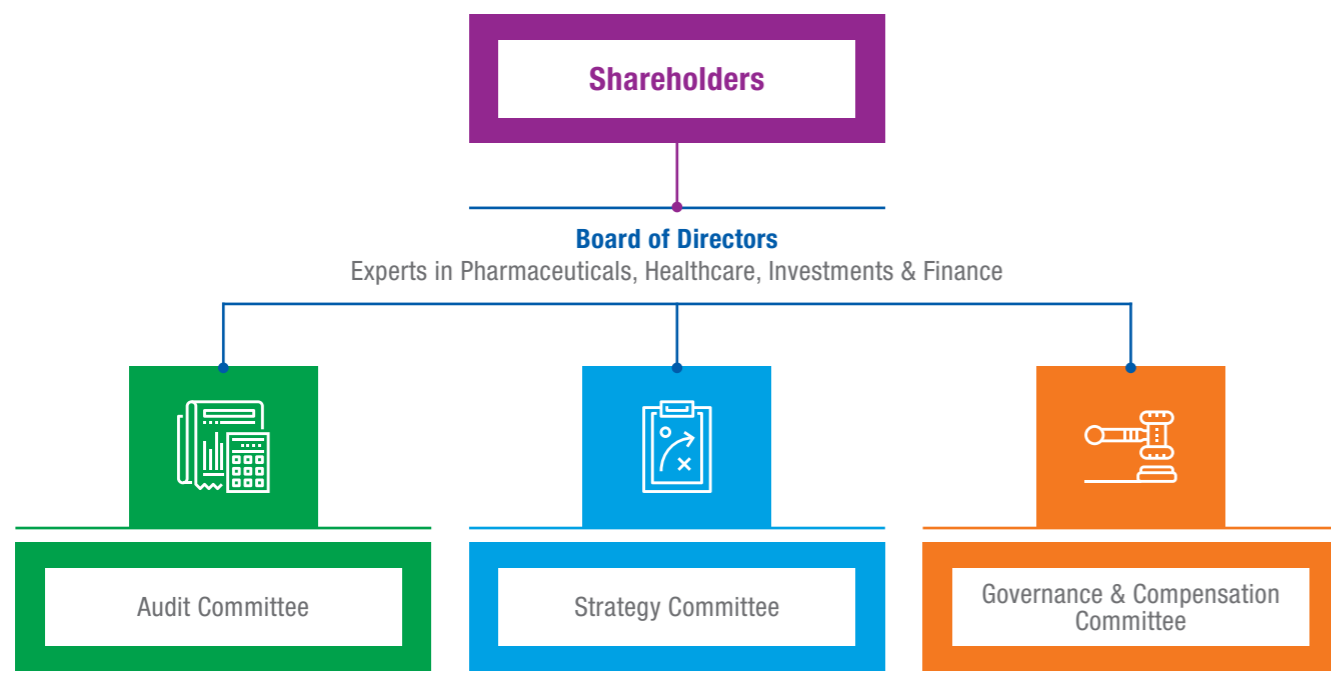 Shareholders
Board of Directors
Experts in Pharmaceuticals, Healthcare, Investments & Finance
Audit Committee
Strategy Committee
Governance & Compensation
Committee